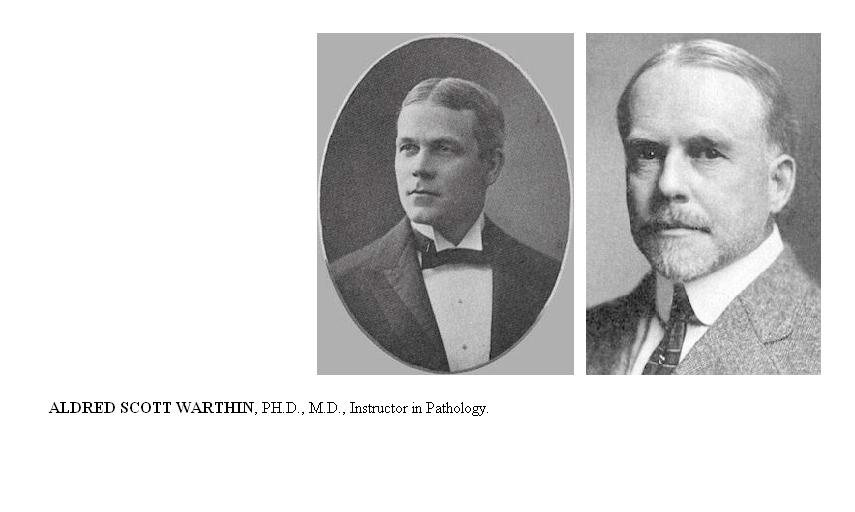 ALDRED SCOTT WARTHIN, PH.D., M.D., Instructor in Pathology.